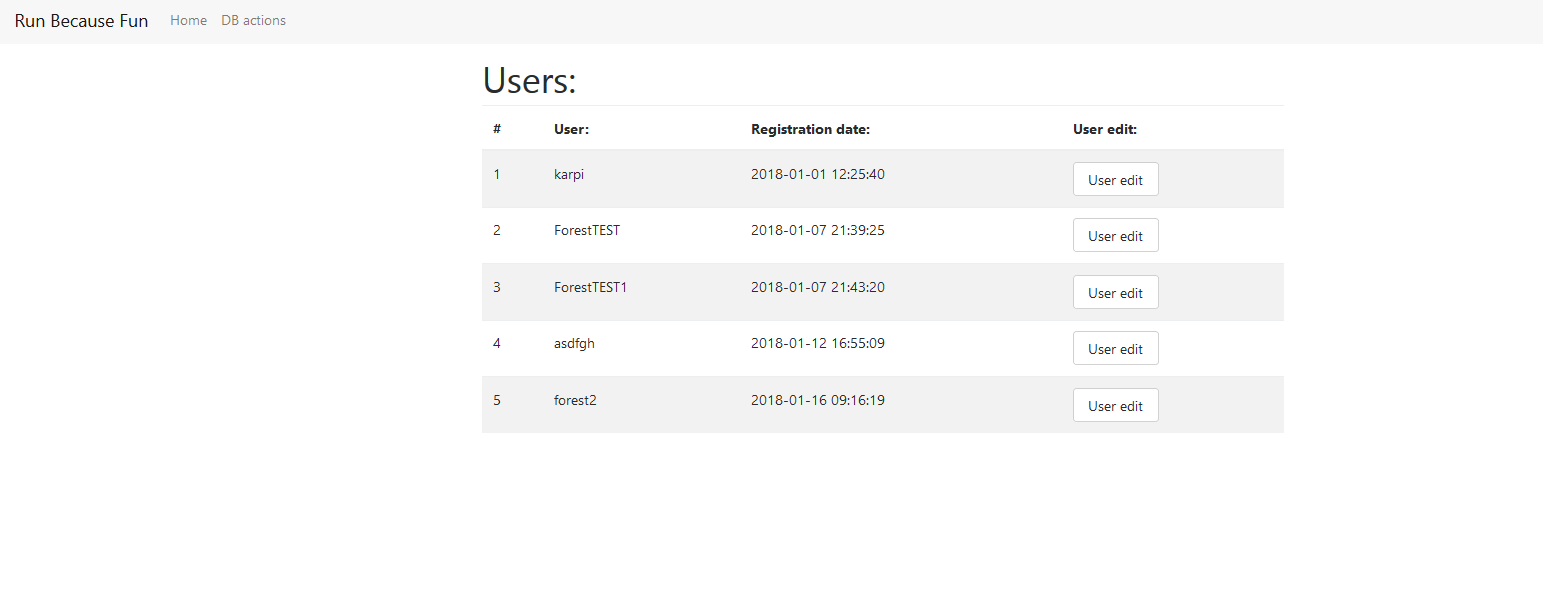 Run Because Fun Home DB actions
Users:
# User: Registration date: User edit:
1 karpi 2018-01-01 12:25:40 User edit
2 ForestTEST 2018-01-07 21:39:25 User edit
3 ForestTEST1 2018-01-07 21:43:20 User edit
4 asdfgh 2018-01-12 16:55:09 User edit
5 forest2 2018-01-16 09:16:19 User edit